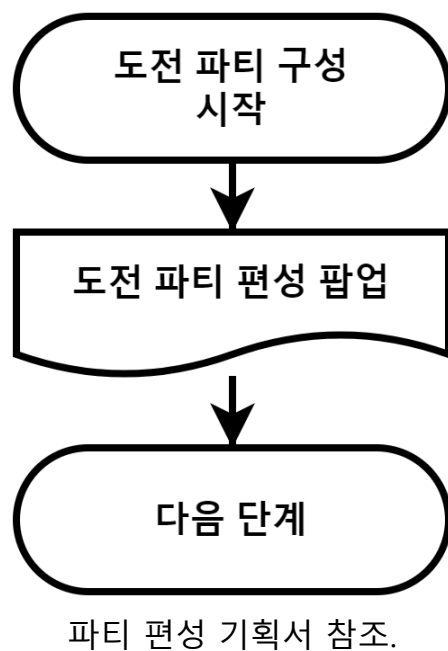 도전 파티 구성
시작
도전 파티 편성 팝업
다음 단계
파티 편성 기획서 참조.